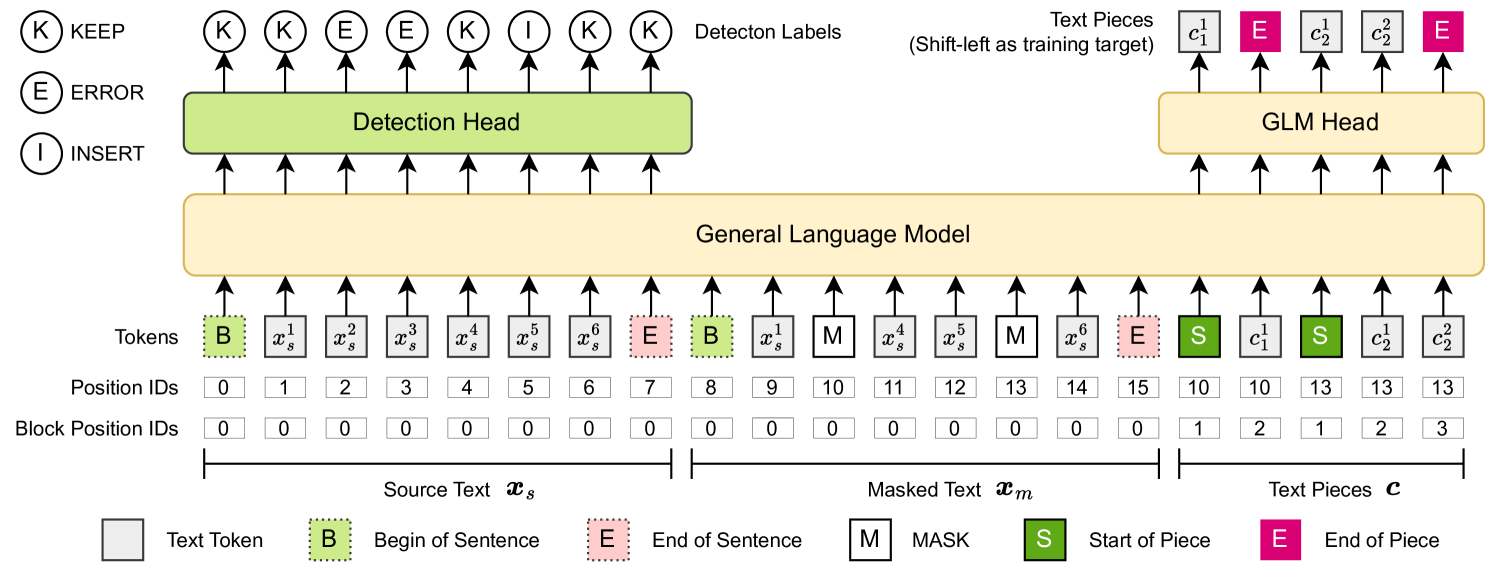 K KEEP K K E E K I K K Detecton Labels Text Pieces
(Shift-left as training target) c_1^1 E c_2^1 c_2^2 E
E ERROR
Detection Head GLM Head
I INSERT
General Language Model
Tokens B x_s^1 x_s^2 x_s^3 x_s^4 x_s^5 x_s^6 E B x_s^1 M x_s^4 x_s^5 M x_s^6 E S c_1^1 S c_2^1 c_2^2
Position IDs 0 1 2 3 4 5 6 7 8 9 10 11 12 13 14 15 10 10 13 13 13
Block Position IDs 0 0 0 0 0 0 0 0 0 0 0 0 0 0 0 0 1 2 1 2 3
Source Text x_s Masked Text x_m Text Pieces c
Text Token B Begin of Sentence E End of Sentence M MASK S Start of Piece E End of Piece